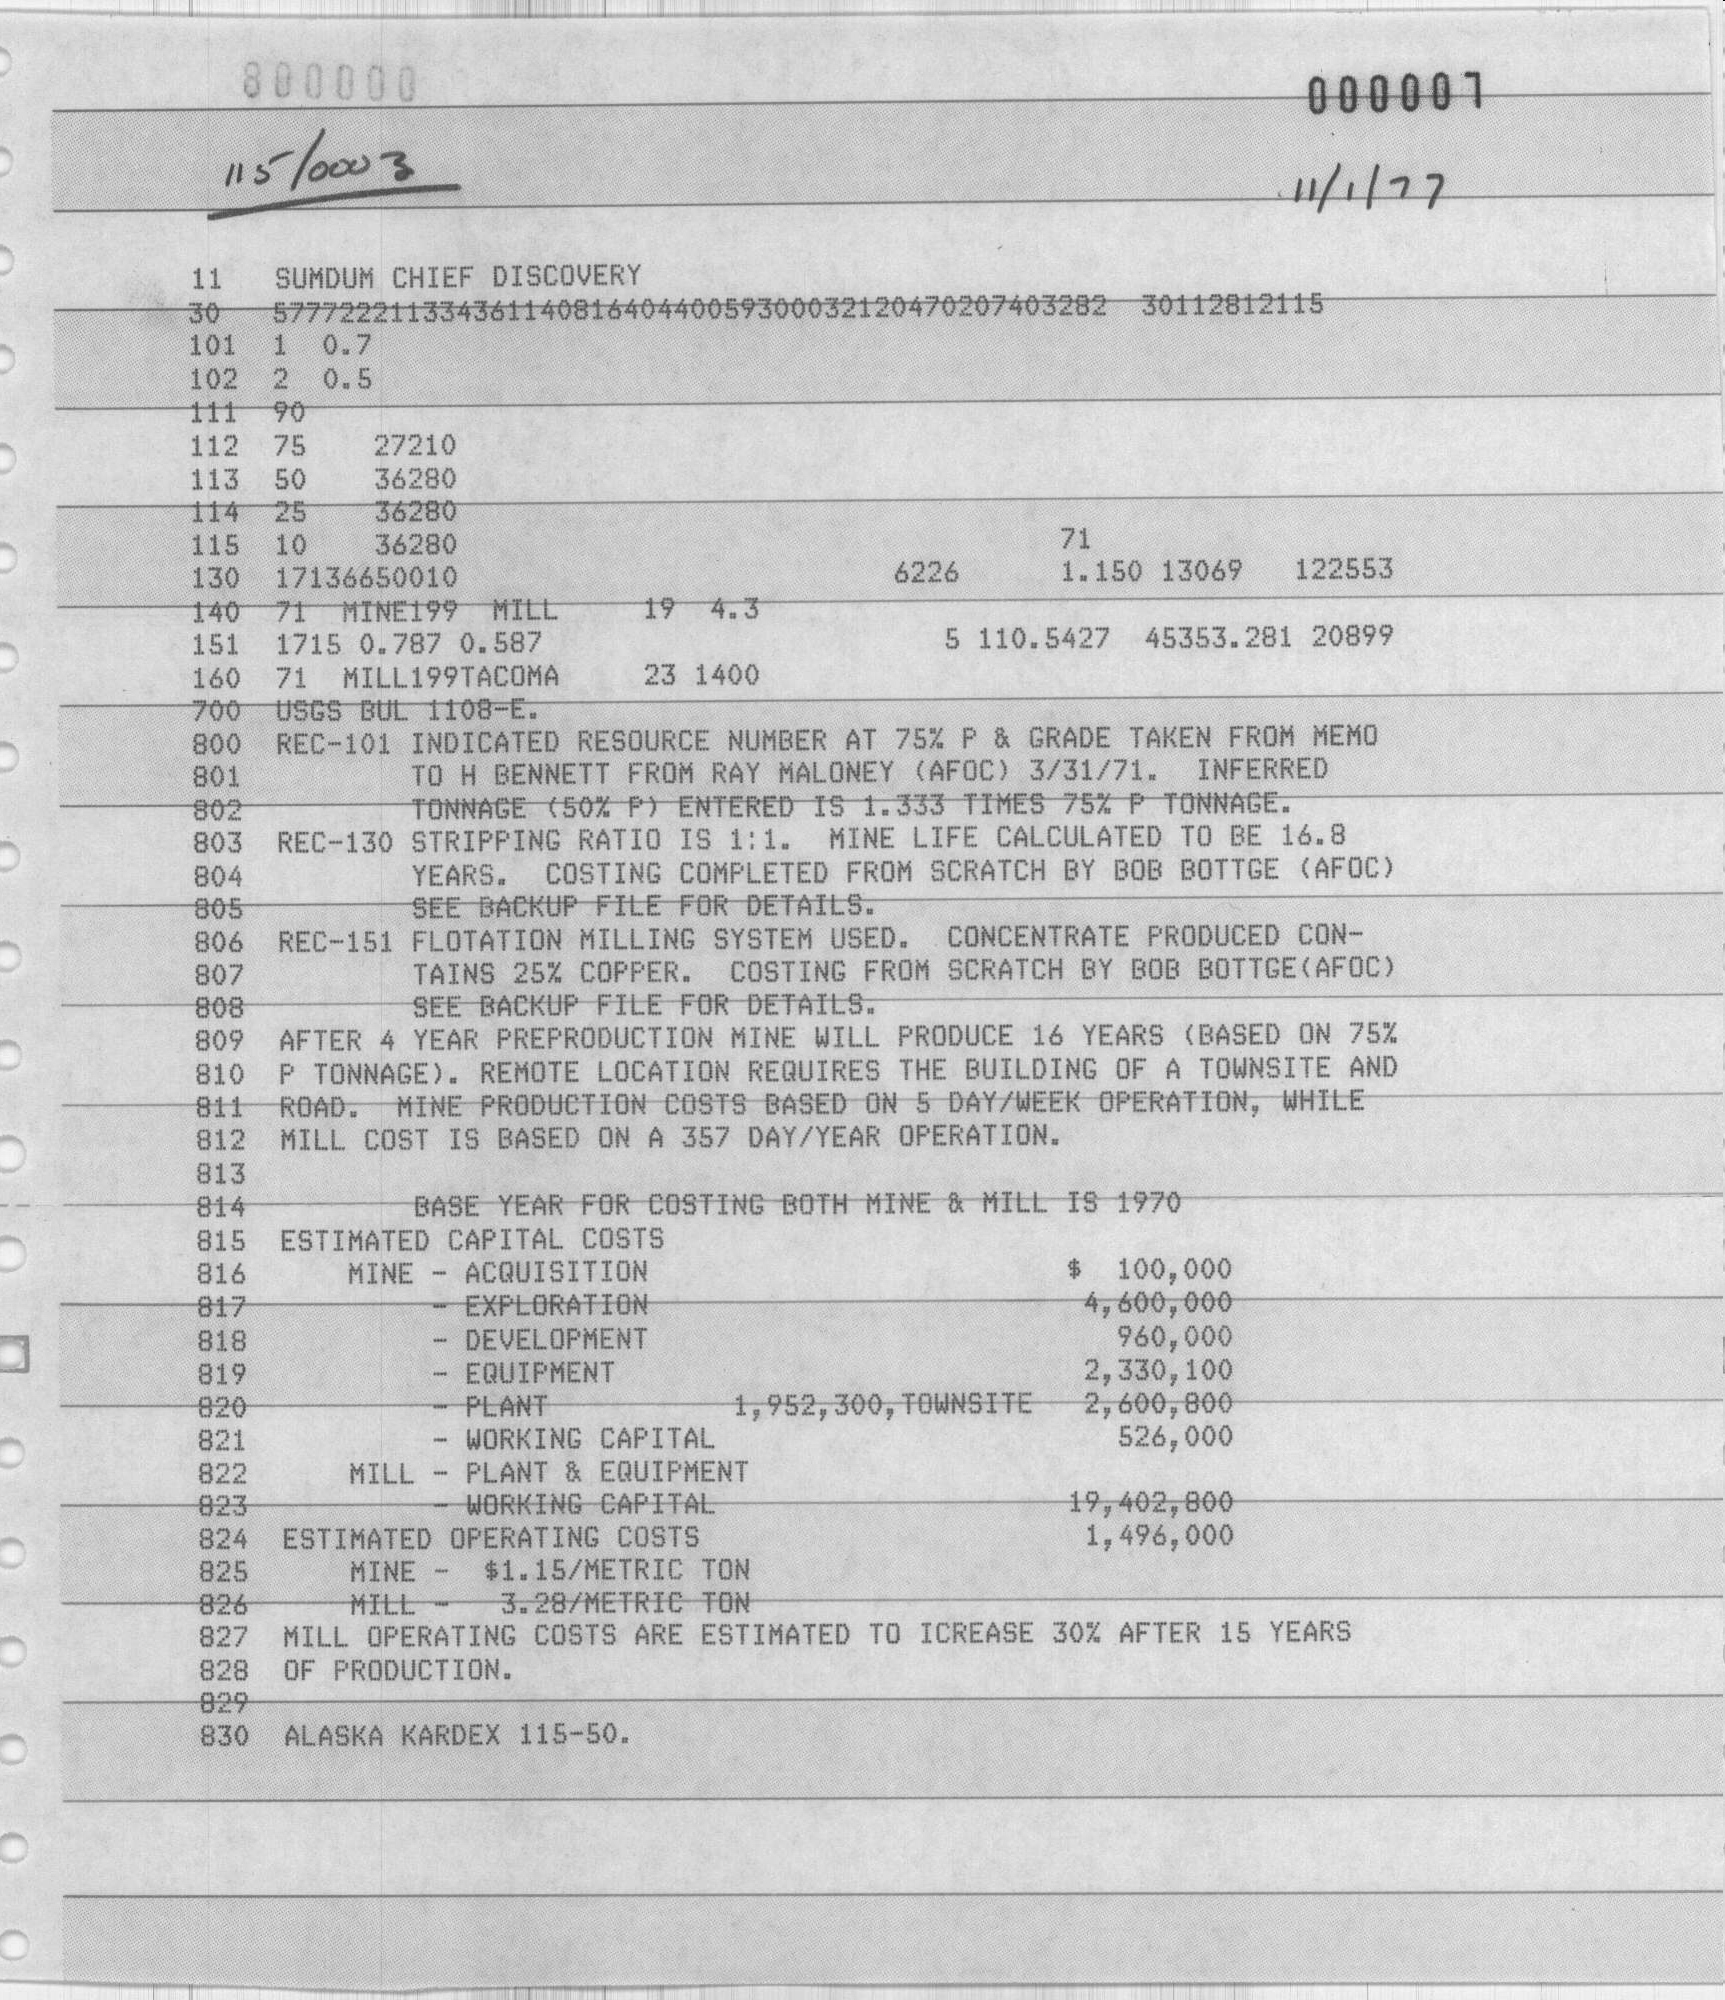 800000
000007
115/0003
11/1/77
11 SUMDUM CHIEF DISCOVERY
30 57772221133436114081640440059300032120470207403282 30112812115
101 1 0.7
102 2 0.5
111 90
112 75 27210
113 50 36280
114 25 36280
115 10 36280 71
130 17136650010 6226 1.150 13069 122553
140 71 MINE199 MILL 19 4.3
151 1715 0.787 0.587 5 110.5427 45353.281 20899
160 71 MILL199TACOMA 23 1400
700 USGS BUL 1108-E.
800 REC-101 INDICATED RESOURCE NUMBER AT 75% P & GRADE TAKEN FROM MEMO
801 TO H BENNETT FROM RAY MALONEY (AFOC) 3/31/71. INFERRED
802 TONNAGE (50% P) ENTERED IS 1.333 TIMES 75% P TONNAGE.
803 REC-130 STRIPPING RATIO IS 1:1. MINE LIFE CALCULATED TO BE 16.8
804 YEARS. COSTING COMPLETED FROM SCRATCH BY BOB BOTTGE (AFOC)
805 SEE BACKUP FILE FOR DETAILS.
806 REC-151 FLOTATION MILLING SYSTEM USED. CONCENTRATE PRODUCED CON-
807 TAINS 25% COPPER. COSTING FROM SCRATCH BY BOB BOTTGE(AFOC)
808 SEE BACKUP FILE FOR DETAILS.
809 AFTER 4 YEAR PREPRODUCTION MINE WILL PRODUCE 16 YEARS (BASED ON 75%
810 P TONNAGE). REMOTE LOCATION REQUIRES THE BUILDING OF A TOWNSITE AND
811 ROAD. MINE PRODUCTION COSTS BASED ON 5 DAY/WEEK OPERATION, WHILE
812 MILL COST IS BASED ON A 357 DAY/YEAR OPERATION.
813
814 BASE YEAR FOR COSTING BOTH MINE & MILL IS 1970
815 ESTIMATED CAPITAL COSTS
816 MINE - ACQUISITION $ 100,000
817 - EXPLORATION 4,600,000
818 - DEVELOPMENT 960,000
819 - EQUIPMENT 2,330,100
820 - PLANT 1,952,300,TOWNSITE 2,600,800
821 - WORKING CAPITAL 526,000
822 MILL - PLANT & EQUIPMENT
823 - WORKING CAPITAL 19,402,800
824 ESTIMATED OPERATING COSTS 1,496,000
825 MINE - $1.15/METRIC TON
826 MILL - 3.28/METRIC TON
827 MILL OPERATING COSTS ARE ESTIMATED TO ICREASE 30% AFTER 15 YEARS
828 OF PRODUCTION.
829
830 ALASKA KARDEX 115-50.